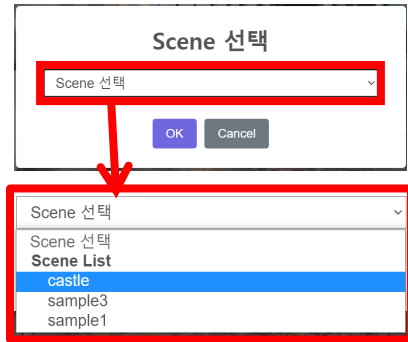 Scene 선택
Scene 선택
OK Cancel
Scene 선택
Scene 선택
Scene List
castle
sample3
sample1